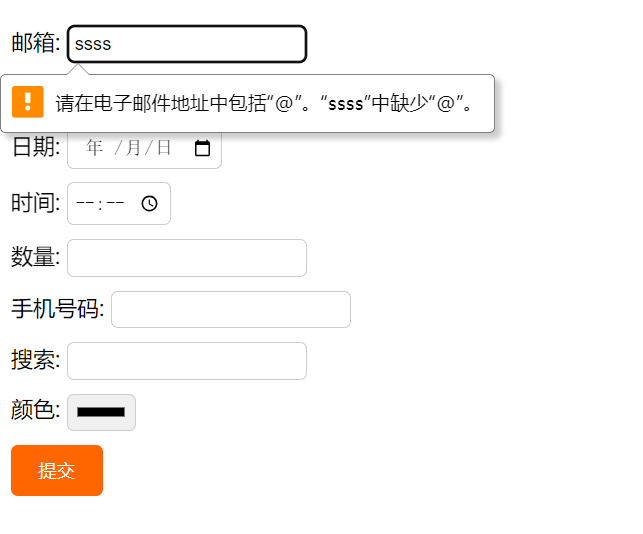 邮箱: ssss
请在电子邮件地址中包括“@”。“ssss”中缺少“@”。
日期: 年 /月/日
时间: --:--
数量:
手机号码:
搜索:
颜色:
提交